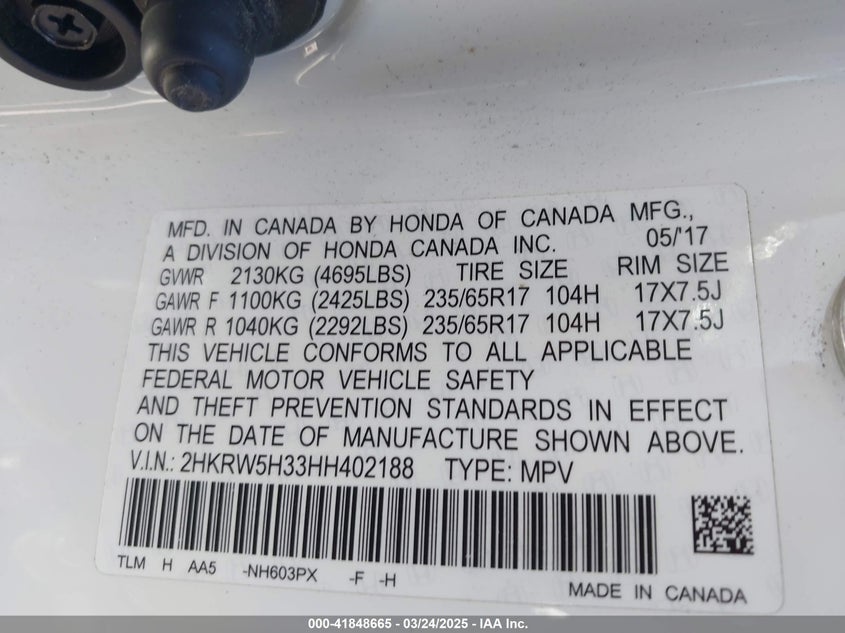 MFD. IN CANADA BY HONDA OF CANADA MFG.,
A DIVISION OF HONDA CANADA INC. 05/'17
GVWR 2130KG (4695LBS) TIRE SIZE RIM SIZE
GAWR F 1100KG (2425LBS) 235/65R17 104H 17X7.5J
GAWR R 1040KG (2292LBS) 235/65R17 104H 17X7.5J
THIS VEHICLE CONFORMS TO ALL APPLICABLE
FEDERAL MOTOR VEHICLE SAFETY
AND THEFT PREVENTION STANDARDS IN EFFECT
ON THE DATE OF MANUFACTURE SHOWN ABOVE.
V.I.N.: 2HKRW5H33HH402188 TYPE: MPV
TLM H AA5 -NH603PX -F -H
MADE IN CANADA
000-41848665 - 03/24/2025 - IAA Inc.